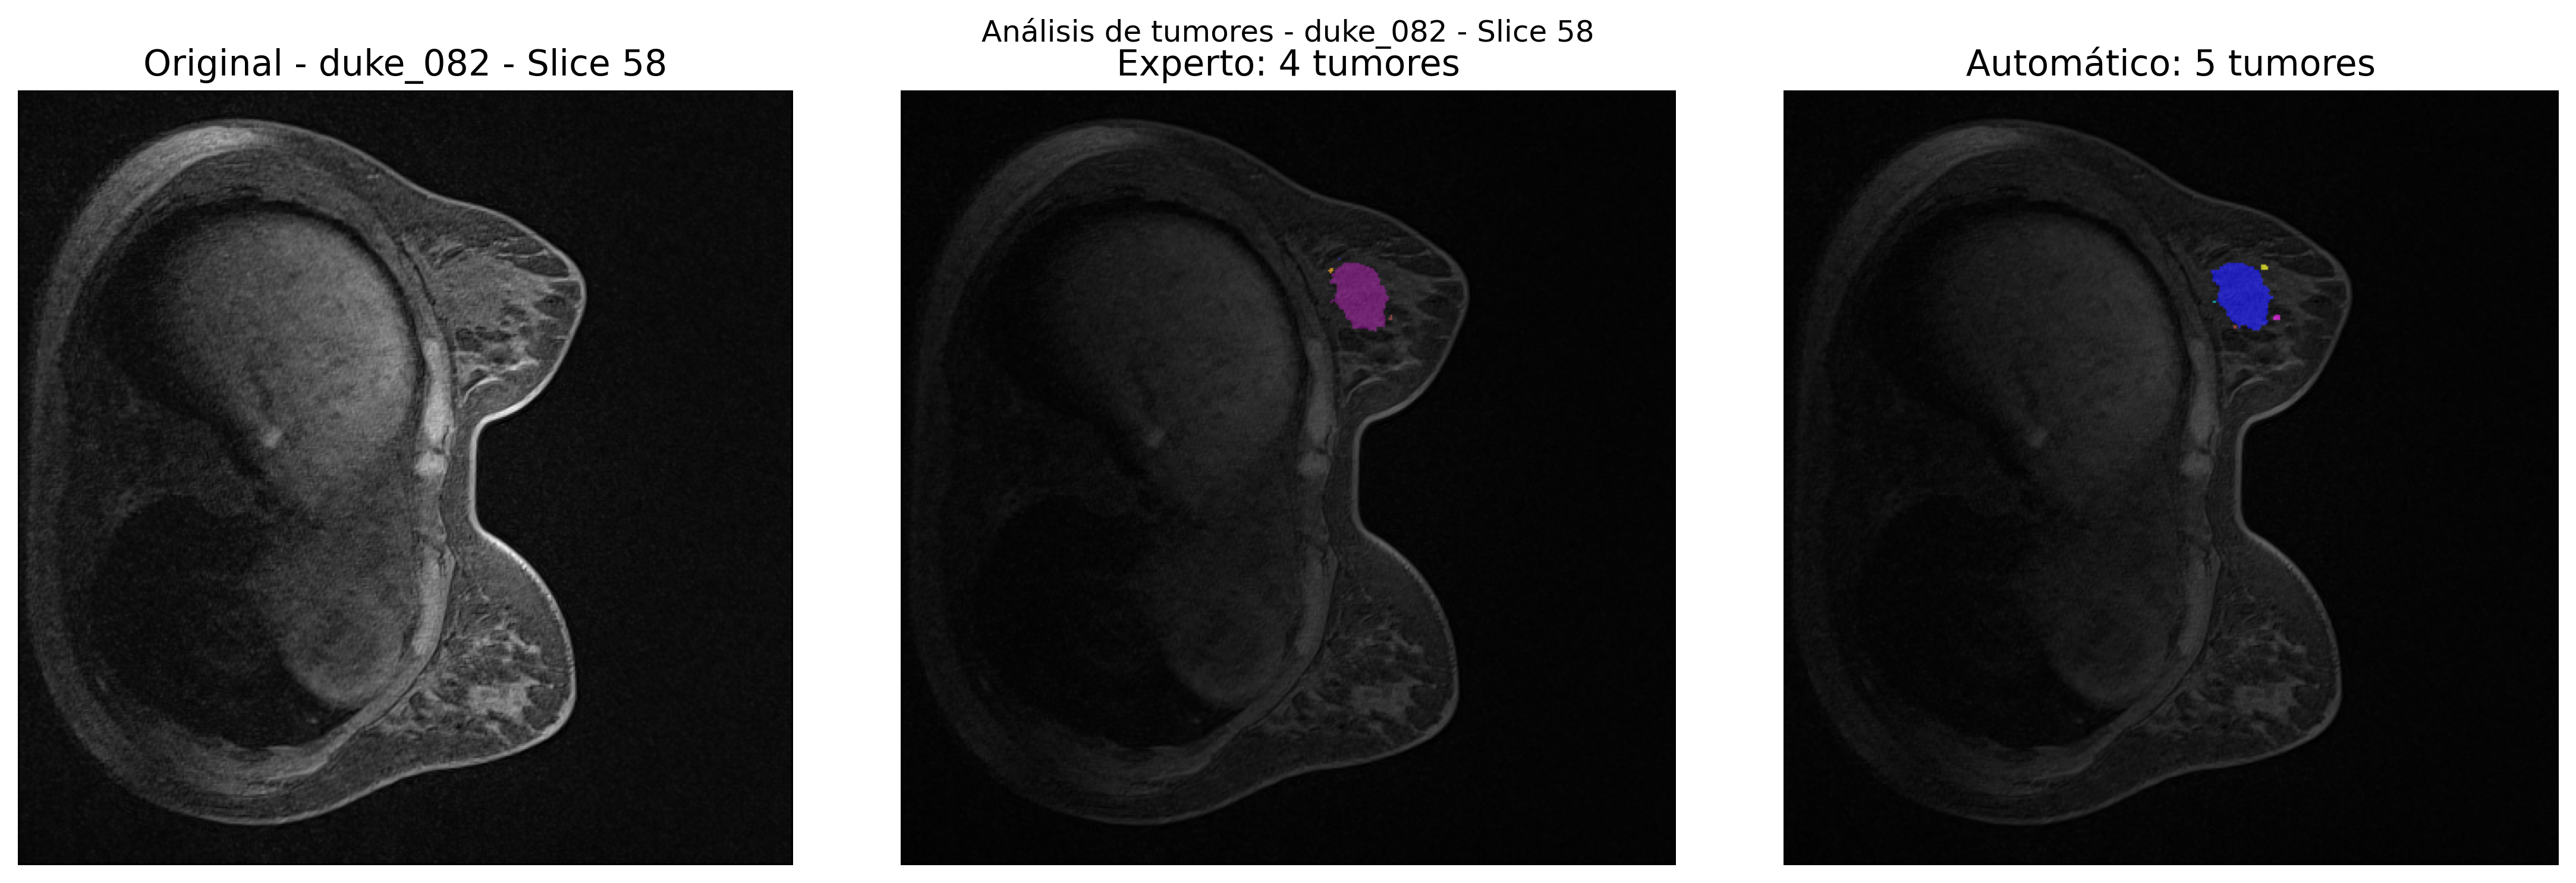 Análisis de tumores - duke_082 - Slice 58
Original - duke_082 - Slice 58
Experto: 4 tumores
Automático: 5 tumores